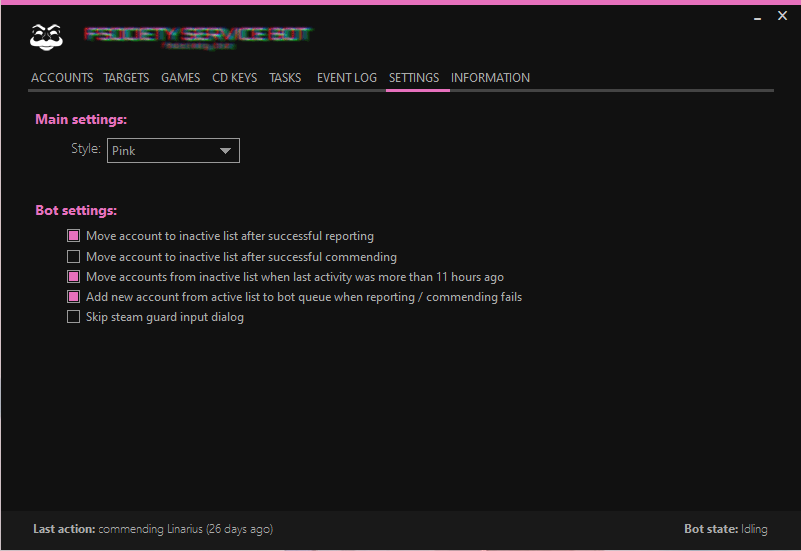 FSOCIETY SERVICE BOT
ACCOUNTS TARGETS GAMES CD KEYS TASKS EVENT LOG SETTINGS INFORMATION
Main settings:
Style: Pink
Bot settings:
Move account to inactive list after successful reporting
Move account to inactive list after successful commending
Move accounts from inactive list when last activity was more than 11 hours ago
Add new account from active list to bot queue when reporting / commending fails
Skip steam guard input dialog
Last action: commending Linarius (26 days ago) Bot state: Idling